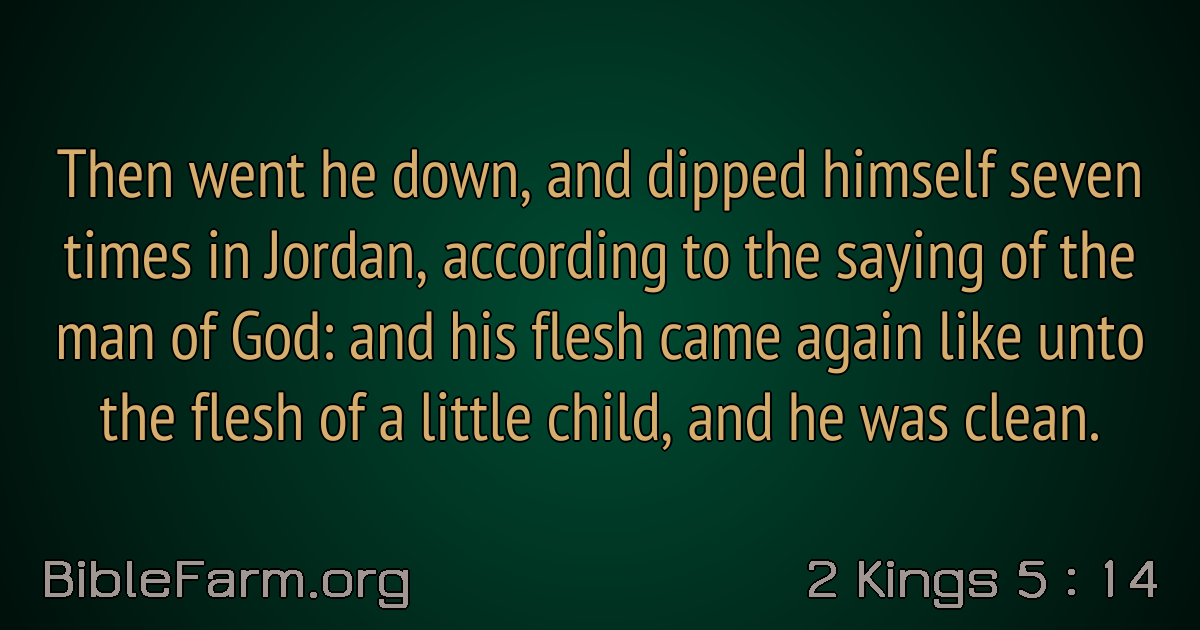 Then went he down, and dipped himself seven
times in Jordan, according to the saying of the
man of God: and his flesh came again like unto
the flesh of a little child, and he was clean.
BibleFarm.org
2 Kings 5 : 14